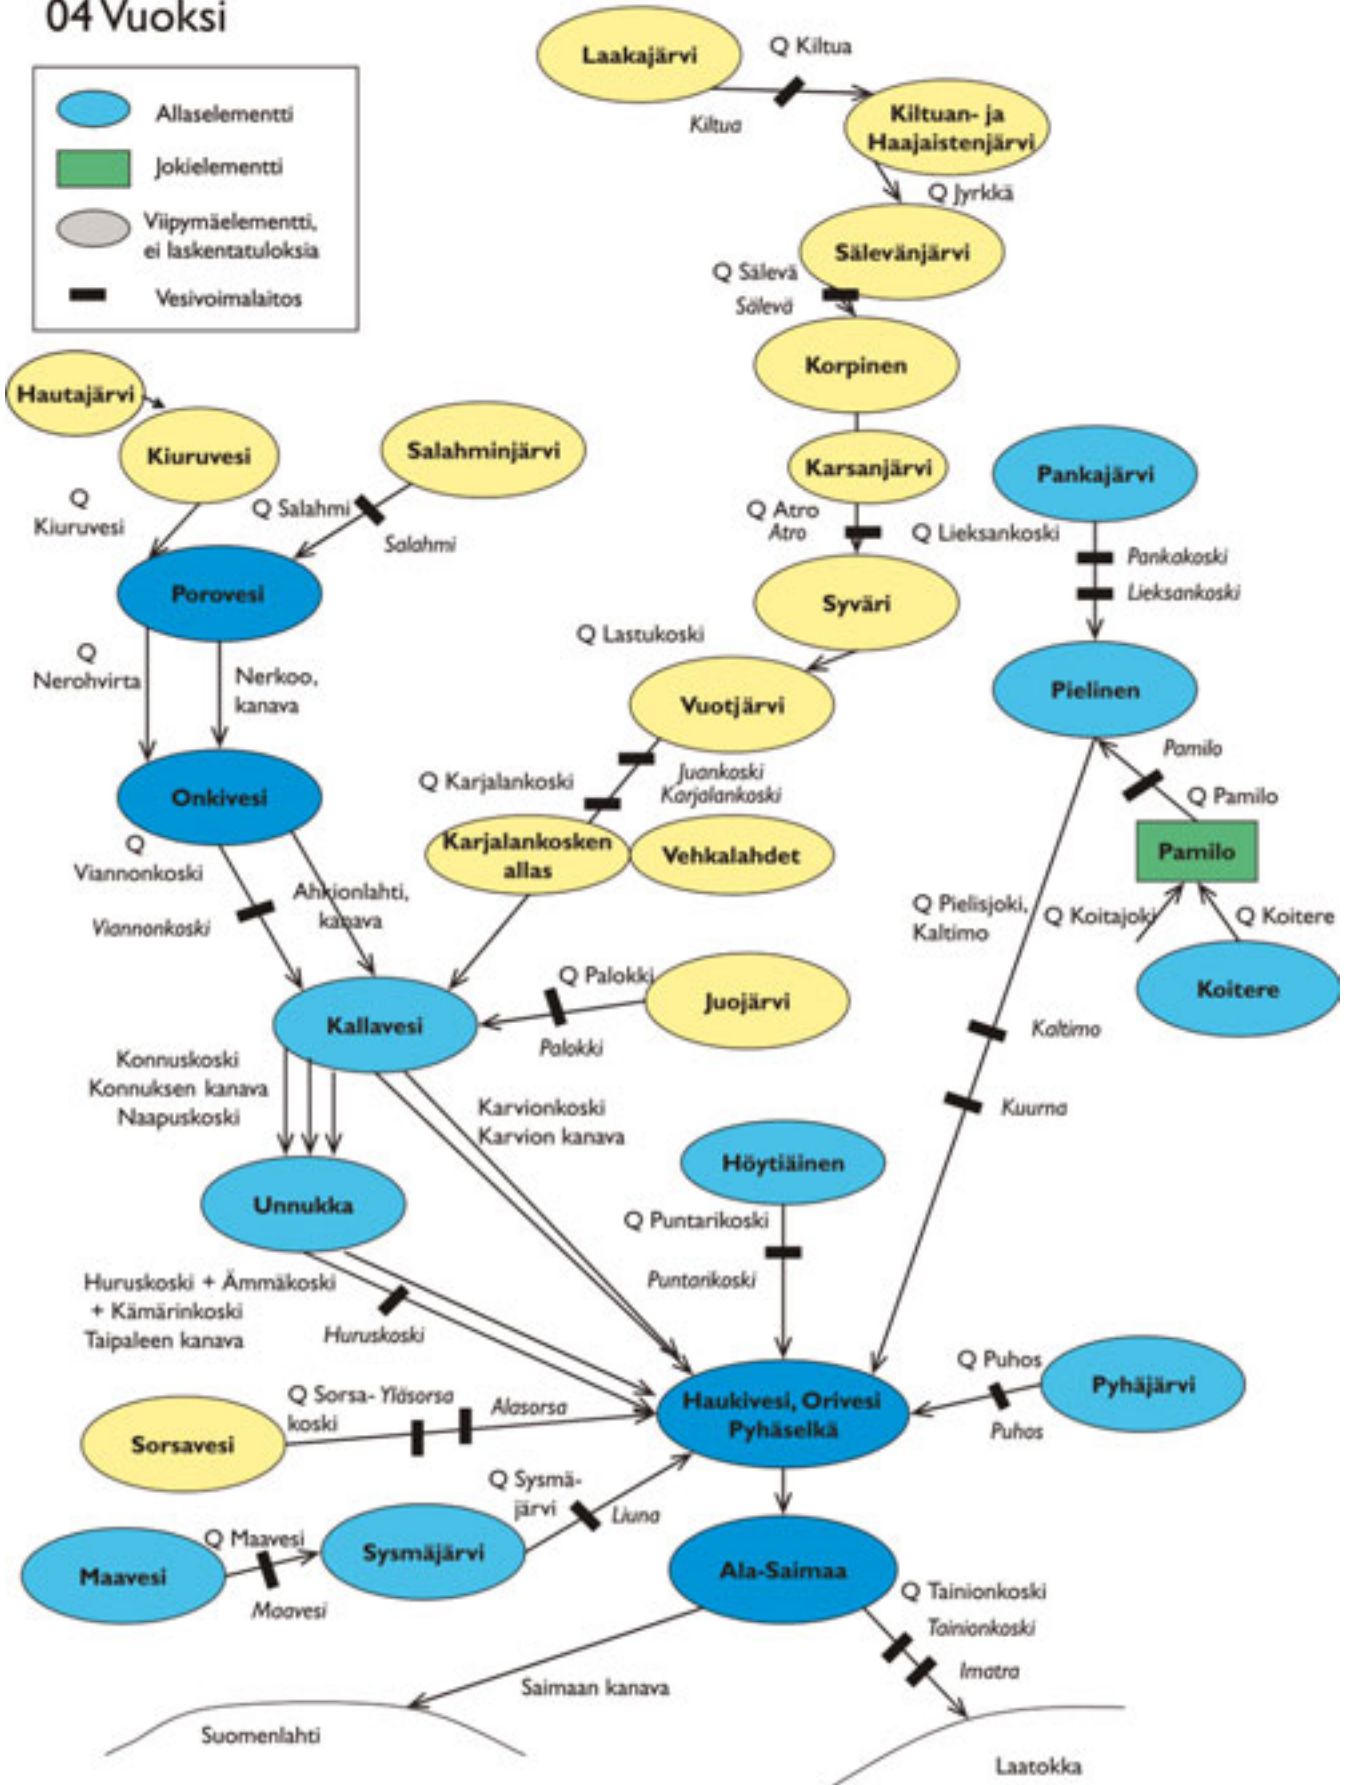 04 Vuoksi
Allaselementti
Jokielementti
Viipymäelementti,
ei laskentatuloksia
Vesivoimalaitos
Laakajärvi
Q Kiltua
Kiltua
Kiltuan- ja
Haajaistenjärvi
Q Jyrkkä
Sälevänjärvi
Q Sälevä
Sälevä
Korpinen
Karsanjärvi
Q Atro
Atro
Syväri
Q Lastukoski
Vuotjärvi
Juankoski
Karjalankoski
Q Karjalankoski
Karjalankosken
allas
Vehkalahdet
Hautajärvi
Kiuruvesi
Q
Kiuruvesi
Salahminjärvi
Q Salahmi
Salahmi
Porovesi
Q
Nerohvirta
Nerkoo,
kanava
Onkivesi
Q
Viannonkoski
Viannonkoski
Ahkionlahti,
kanava
Pankajärvi
Q Lieksankoski
Pankakoski
Lieksankoski
Pielinen
Pamilo
Q Pamilo
Pamilo
Q Koitajoki
Q Koitere
Koitere
Q Pielisjoki,
Kaltimo
Kaltimo
Kuurna
Kallavesi
Q Palokki
Palokki
Juojärvi
Konnuskoski
Konnuksen kanava
Naapuskoski
Karvionkoski
Karvion kanava
Unnukka
Huruskoski + Ämmäkoski
+ Kämärinkoski
Taipaleen kanava
Huruskoski
Höytiäinen
Q Puntarikoski
Puntarikoski
Q Puhos
Puhos
Pyhäjärvi
Haukivesi, Orivesi
Pyhäselkä
Sorsavesi
Q Sorsa- Yläsorsa
koski
Alasorsa
Maavesi
Q Maavesi
Maavesi
Sysmäjärvi
Q Sysmä-
järvi
Liuna
Ala-Saimaa
Q Tainionkoski
Tainionkoski
Imatra
Saimaan kanava
Suomenlahti
Laatokka